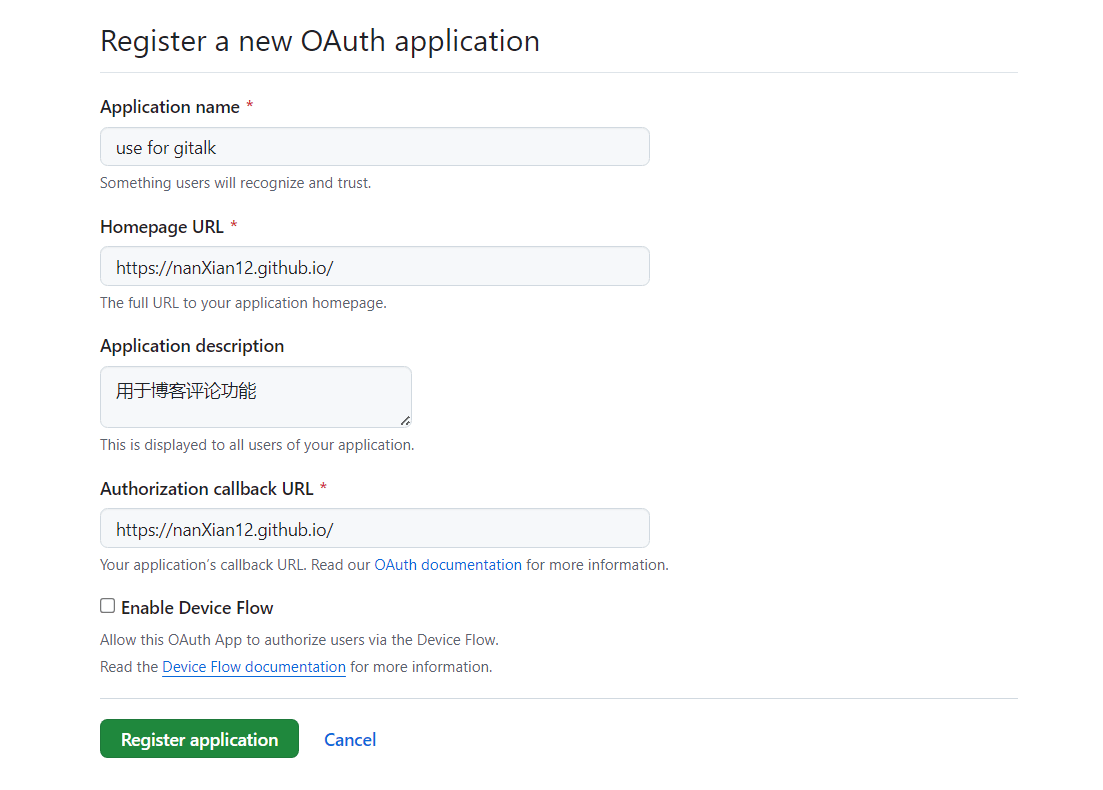 Register a new OAuth application
Application name *
use for gitalk
Something users will recognize and trust.
Homepage URL *
https://nanXian12.github.io/
The full URL to your application homepage.
Application description
用于博客评论功能
This is displayed to all users of your application.
Authorization callback URL *
https://nanXian12.github.io/
Your application’s callback URL. Read our OAuth documentation for more information.
Enable Device Flow
Allow this OAuth App to authorize users via the Device Flow.
Read the Device Flow documentation for more information.
Register application Cancel